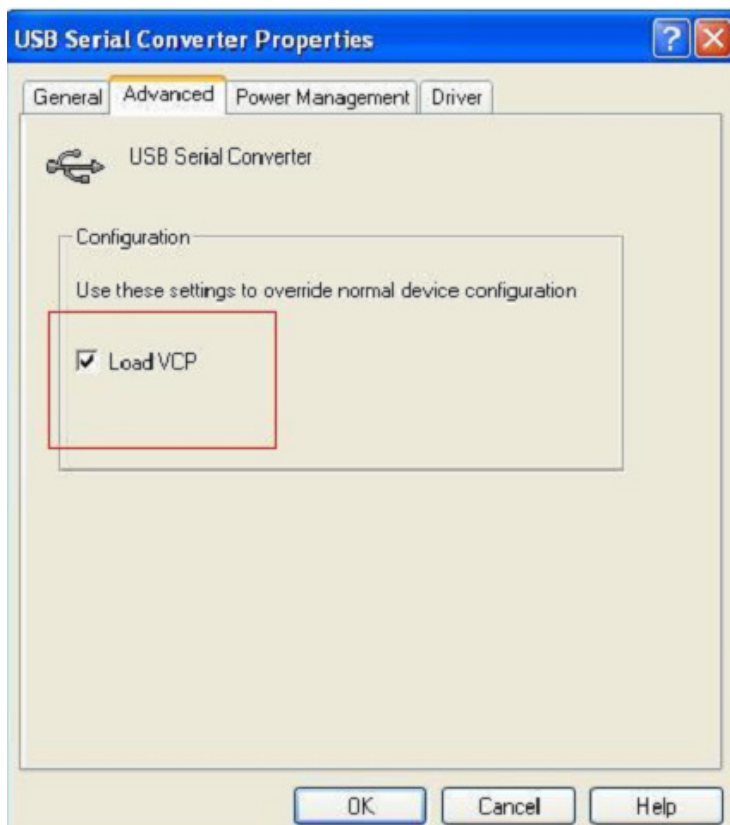 USB Serial Converter Properties
General Advanced Power Management Driver
USB Serial Converter
Configuration
Use these settings to override normal device configuration
Load VCP
OK Cancel Help